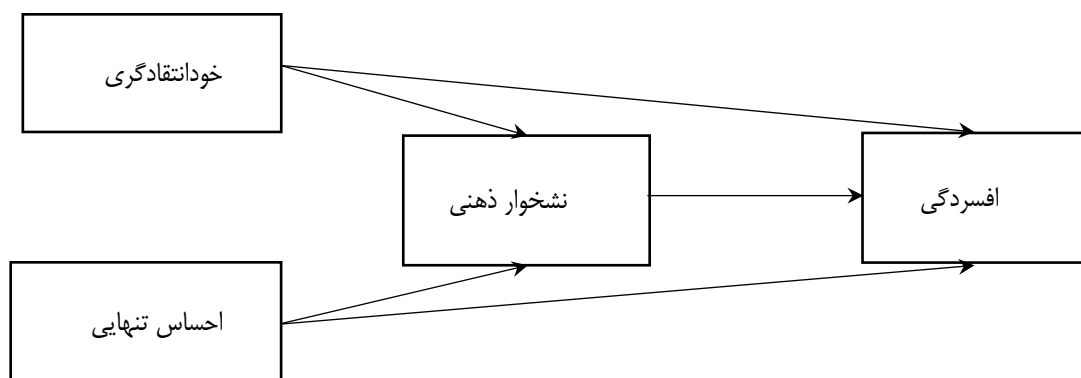 خودانتقادگری
نشخوار ذهنی
افسردگی
احساس تنهایی